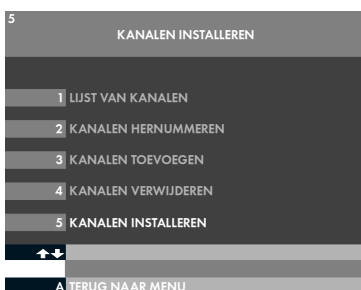 5
KANALEN INSTALLEREN
1 LIJST VAN KANALEN
2 KANALEN HERNUMMEREN
3 KANALEN TOEVOEGEN
4 KANALEN VERWIJDEREN
5 KANALEN INSTALLEREN
A TERUG NAAR MENU